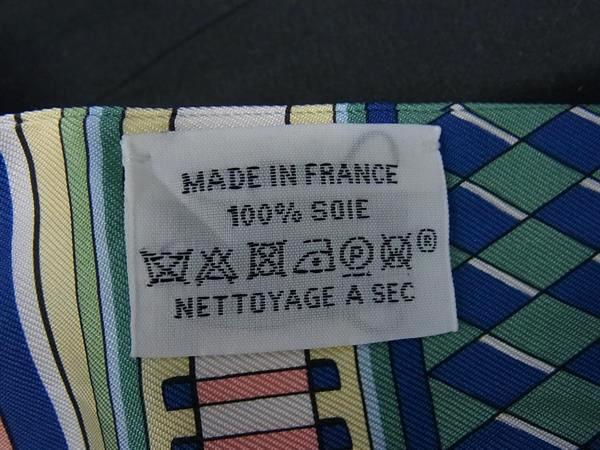 MADE IN FRANCE
100% SOIE
P ®
NETTOYAGE A SEC